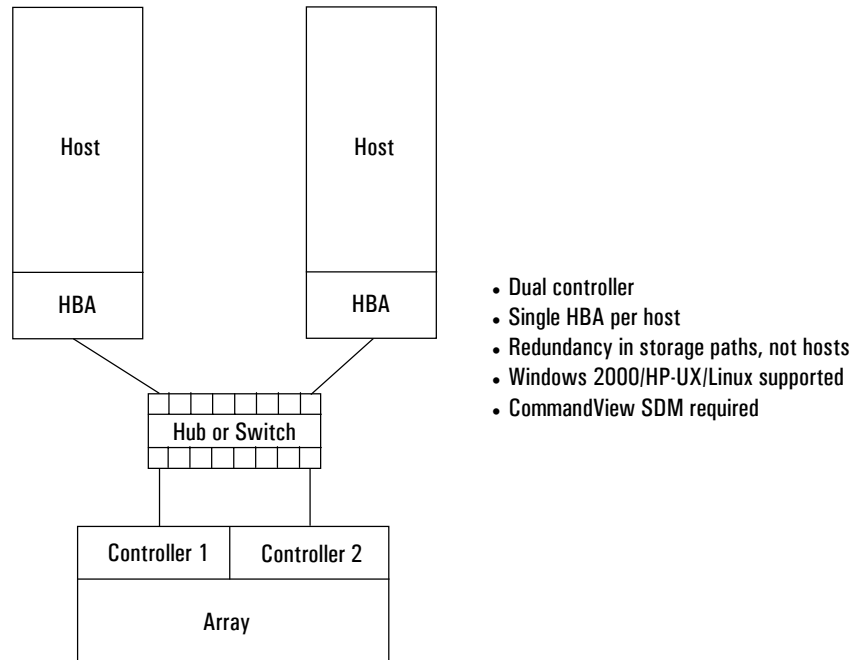 Host
Host
HBA
HBA
• Dual controller
• Single HBA per host
• Redundancy in storage paths, not hosts
• Windows 2000/HP-UX/Linux supported
• CommandView SDM required
Hub or Switch
Controller 1
Controller 2
Array